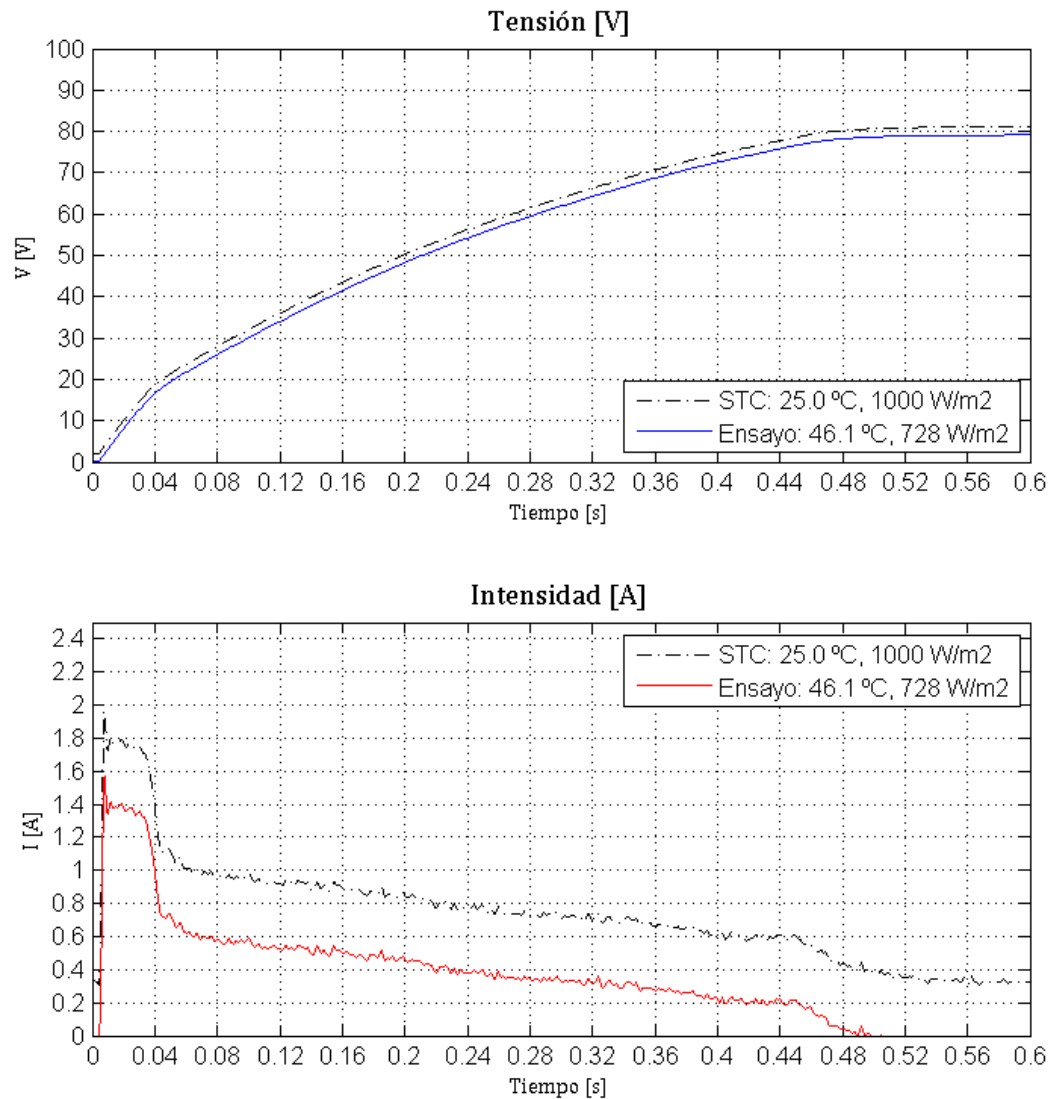 Tensión [V]
100
90
80
70
60
50
40
30
20
10
0
V [V]
STC: 25.0 ºC, 1000 W/m2
Ensayo: 46.1 ºC, 728 W/m2
0 0.04 0.08 0.12 0.16 0.2 0.24 0.28 0.32 0.36 0.4 0.44 0.48 0.52 0.56 0.6
Tiempo [s]
Intensidad [A]
2.4
2.2
2
1.8
1.6
1.4
1.2
1
0.8
0.6
0.4
0.2
0
I [A]
STC: 25.0 ºC, 1000 W/m2
Ensayo: 46.1 ºC, 728 W/m2
0 0.04 0.08 0.12 0.16 0.2 0.24 0.28 0.32 0.36 0.4 0.44 0.48 0.52 0.56 0.6
Tiempo [s]